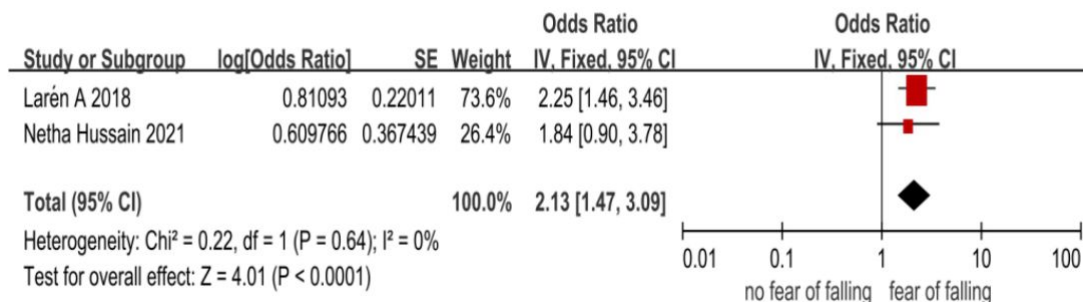 Odds Ratio Odds Ratio
Study or Subgroup log[Odds Ratio] SE Weight IV, Fixed, 95% CI IV, Fixed, 95% CI
Larén A 2018 0.81093 0.22011 73.6% 2.25 [1.46, 3.46]
Netha Hussain 2021 0.609766 0.367439 26.4% 1.84 [0.90, 3.78]
Total (95% CI) 100.0% 2.13 [1.47, 3.09]
Heterogeneity: Chi² = 0.22, df = 1 (P = 0.64); I² = 0%
Test for overall effect: Z = 4.01 (P < 0.0001)
0.01 0.1 1 10 100
no fear of falling fear of falling